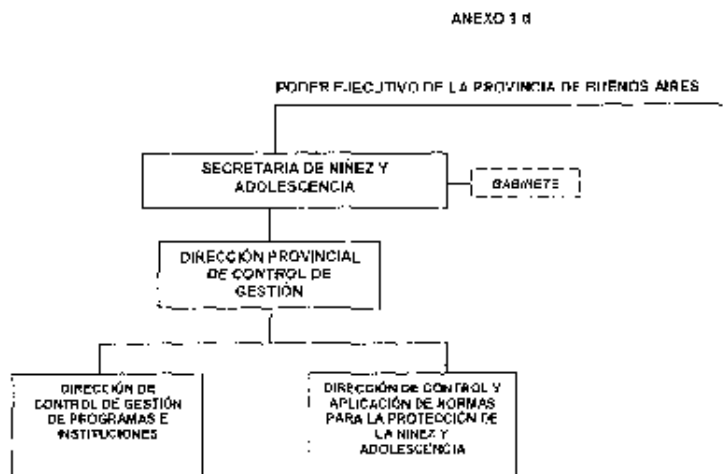 ANEXO 1 d
PODER EJECUTIVO DE LA PROVINCIA DE BUENOS AIRES
SECRETARIA DE NIÑEZ Y
ADOLESCENCIA
GABINETE
DIRECCIÓN PROVINCIAL
DE CONTROL DE
GESTIÓN
DIRECCIÓN DE
CONTROL DE GESTIÓN
DE PROGRAMAS E
INSTITUCIONES
DIRECCIÓN DE CONTROL Y
APLICACIÓN DE NORMAS
PARA LA PROTECCIÓN DE
LA NIÑEZ Y
ADOLESCENCIA